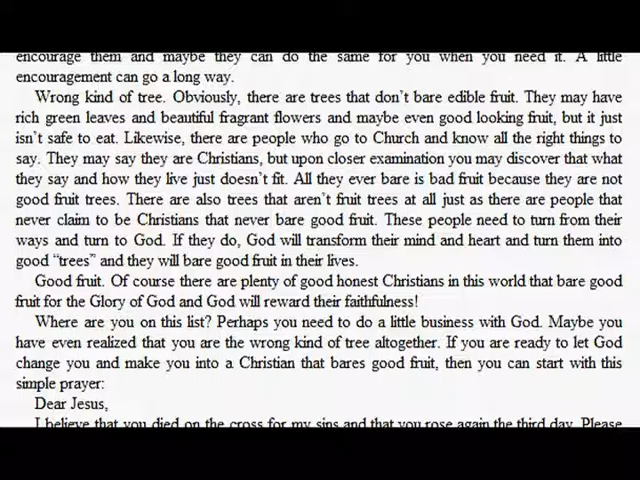 encourage them and maybe they can do the same for you when you need it. A little
encouragement can go a long way.
Wrong kind of tree. Obviously, there are trees that don't bare edible fruit. They may have
rich green leaves and beautiful fragrant flowers and maybe even good looking fruit, but it just
isn't safe to eat. Likewise, there are people who go to Church and know all the right things to
say. They may say they are Christians, but upon closer examination you may discover that what
they say and how they live just doesn't fit. All they ever bare is bad fruit because they are not
good fruit trees. There are also trees that aren't fruit trees at all just as there are people that
never claim to be Christians that never bare good fruit. These people need to turn from their
ways and turn to God. If they do, God will transform their mind and heart and turn them into
good “trees” and they will bare good fruit in their lives.
Good fruit. Of course there are plenty of good honest Christians in this world that bare good
fruit for the Glory of God and God will reward their faithfulness!
Where are you on this list? Perhaps you need to do a little business with God. Maybe you
have even realized that you are the wrong kind of tree altogether. If you are ready to let God
change you and make you into a Christian that bares good fruit, then you can start with this
simple prayer:
Dear Jesus,
I believe that you died on the cross for my sins and that you rose again the third day. Please